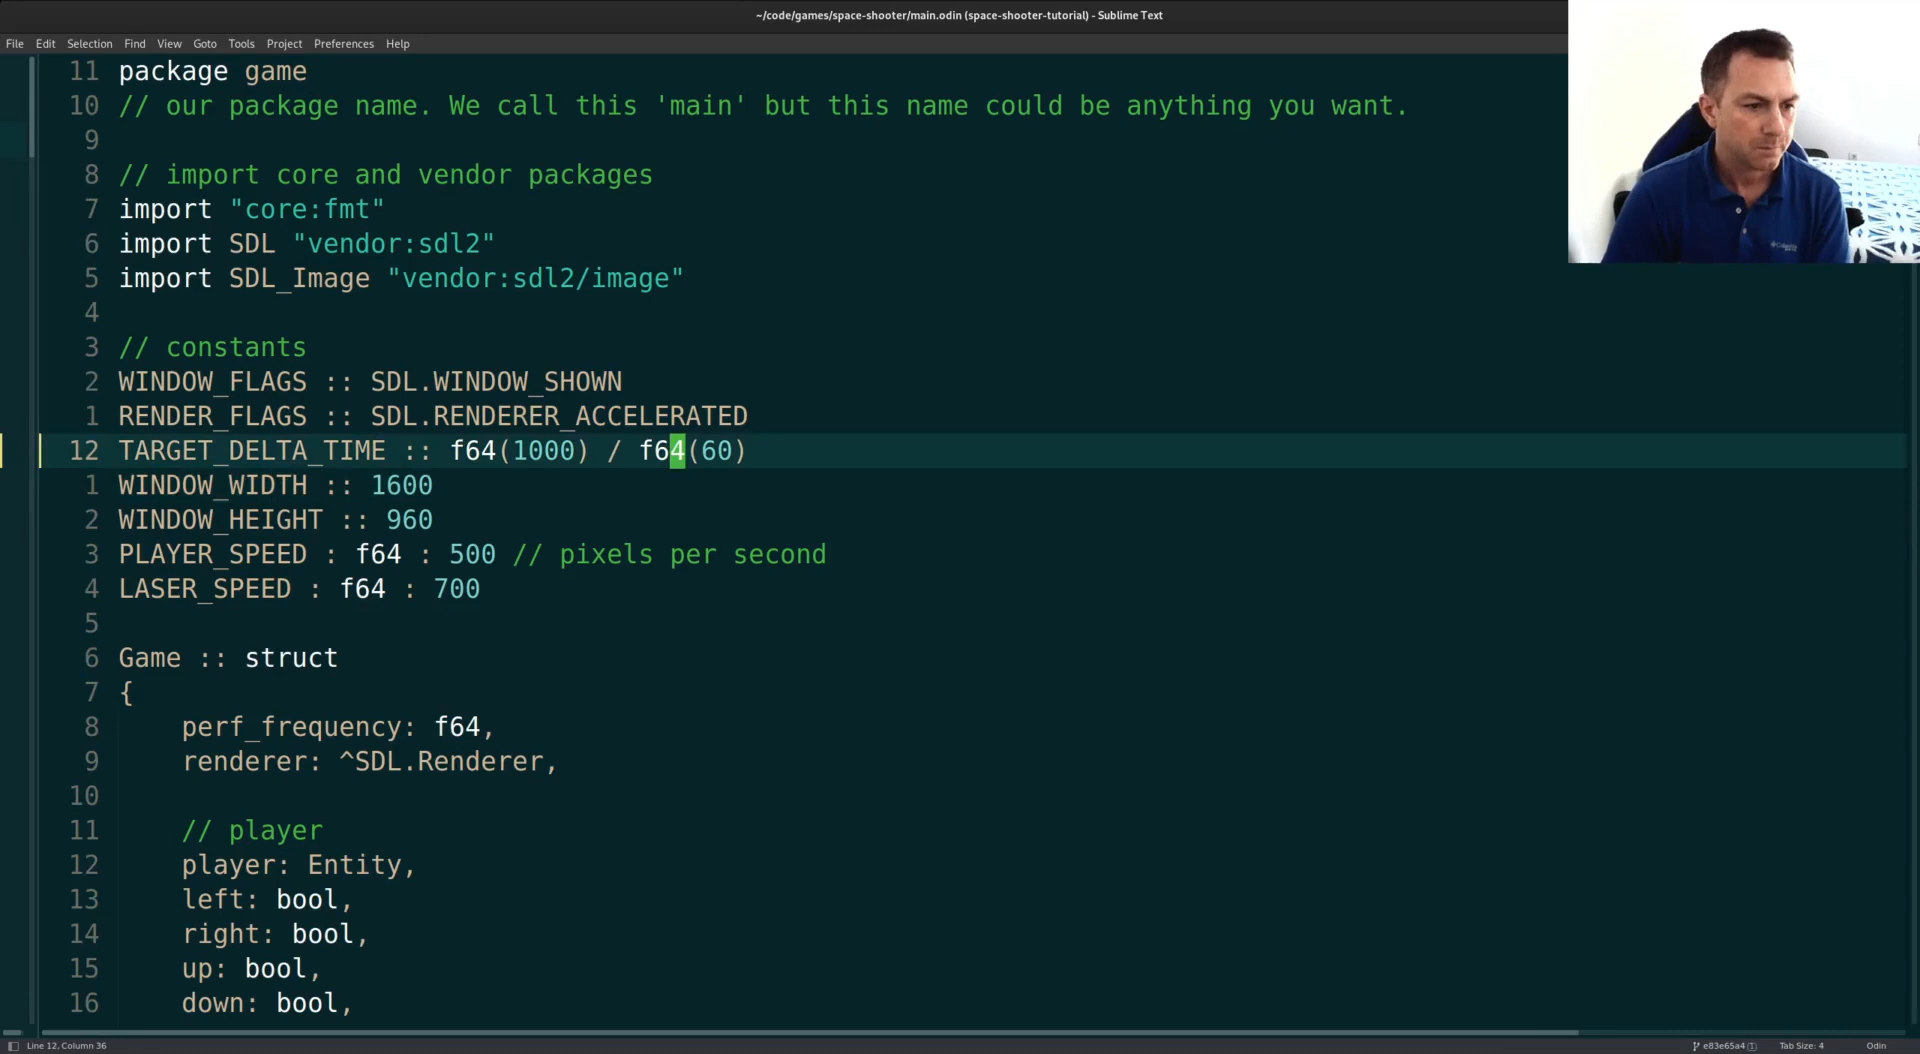 ~/code/games/space-shooter/main.odin (space-shooter-tutorial) - Sublime Text
File Edit Selection Find View Goto Tools Project Preferences Help
11 package game
10 // our package name. We call this 'main' but this name could be anything you want.
9
8 // import core and vendor packages
7 import "core:fmt"
6 import SDL "vendor:sdl2"
5 import SDL_Image "vendor:sdl2/image"
4
3 // constants
2 WINDOW_FLAGS :: SDL.WINDOW_SHOWN
1 RENDER_FLAGS :: SDL.RENDERER_ACCELERATED
12 TARGET_DELTA_TIME :: f64(1000) / f64(60)
1 WINDOW_WIDTH :: 1600
2 WINDOW_HEIGHT :: 960
3 PLAYER_SPEED : f64 : 500 // pixels per second
4 LASER_SPEED : f64 : 700
5
6 Game :: struct
7 {
8 perf_frequency: f64,
9 renderer: ^SDL.Renderer,
10
11 // player
12 player: Entity,
13 left: bool,
14 right: bool,
15 up: bool,
16 down: bool,
Line 12, Column 36 e83e65a4 (1) Tab Size: 4 Odin